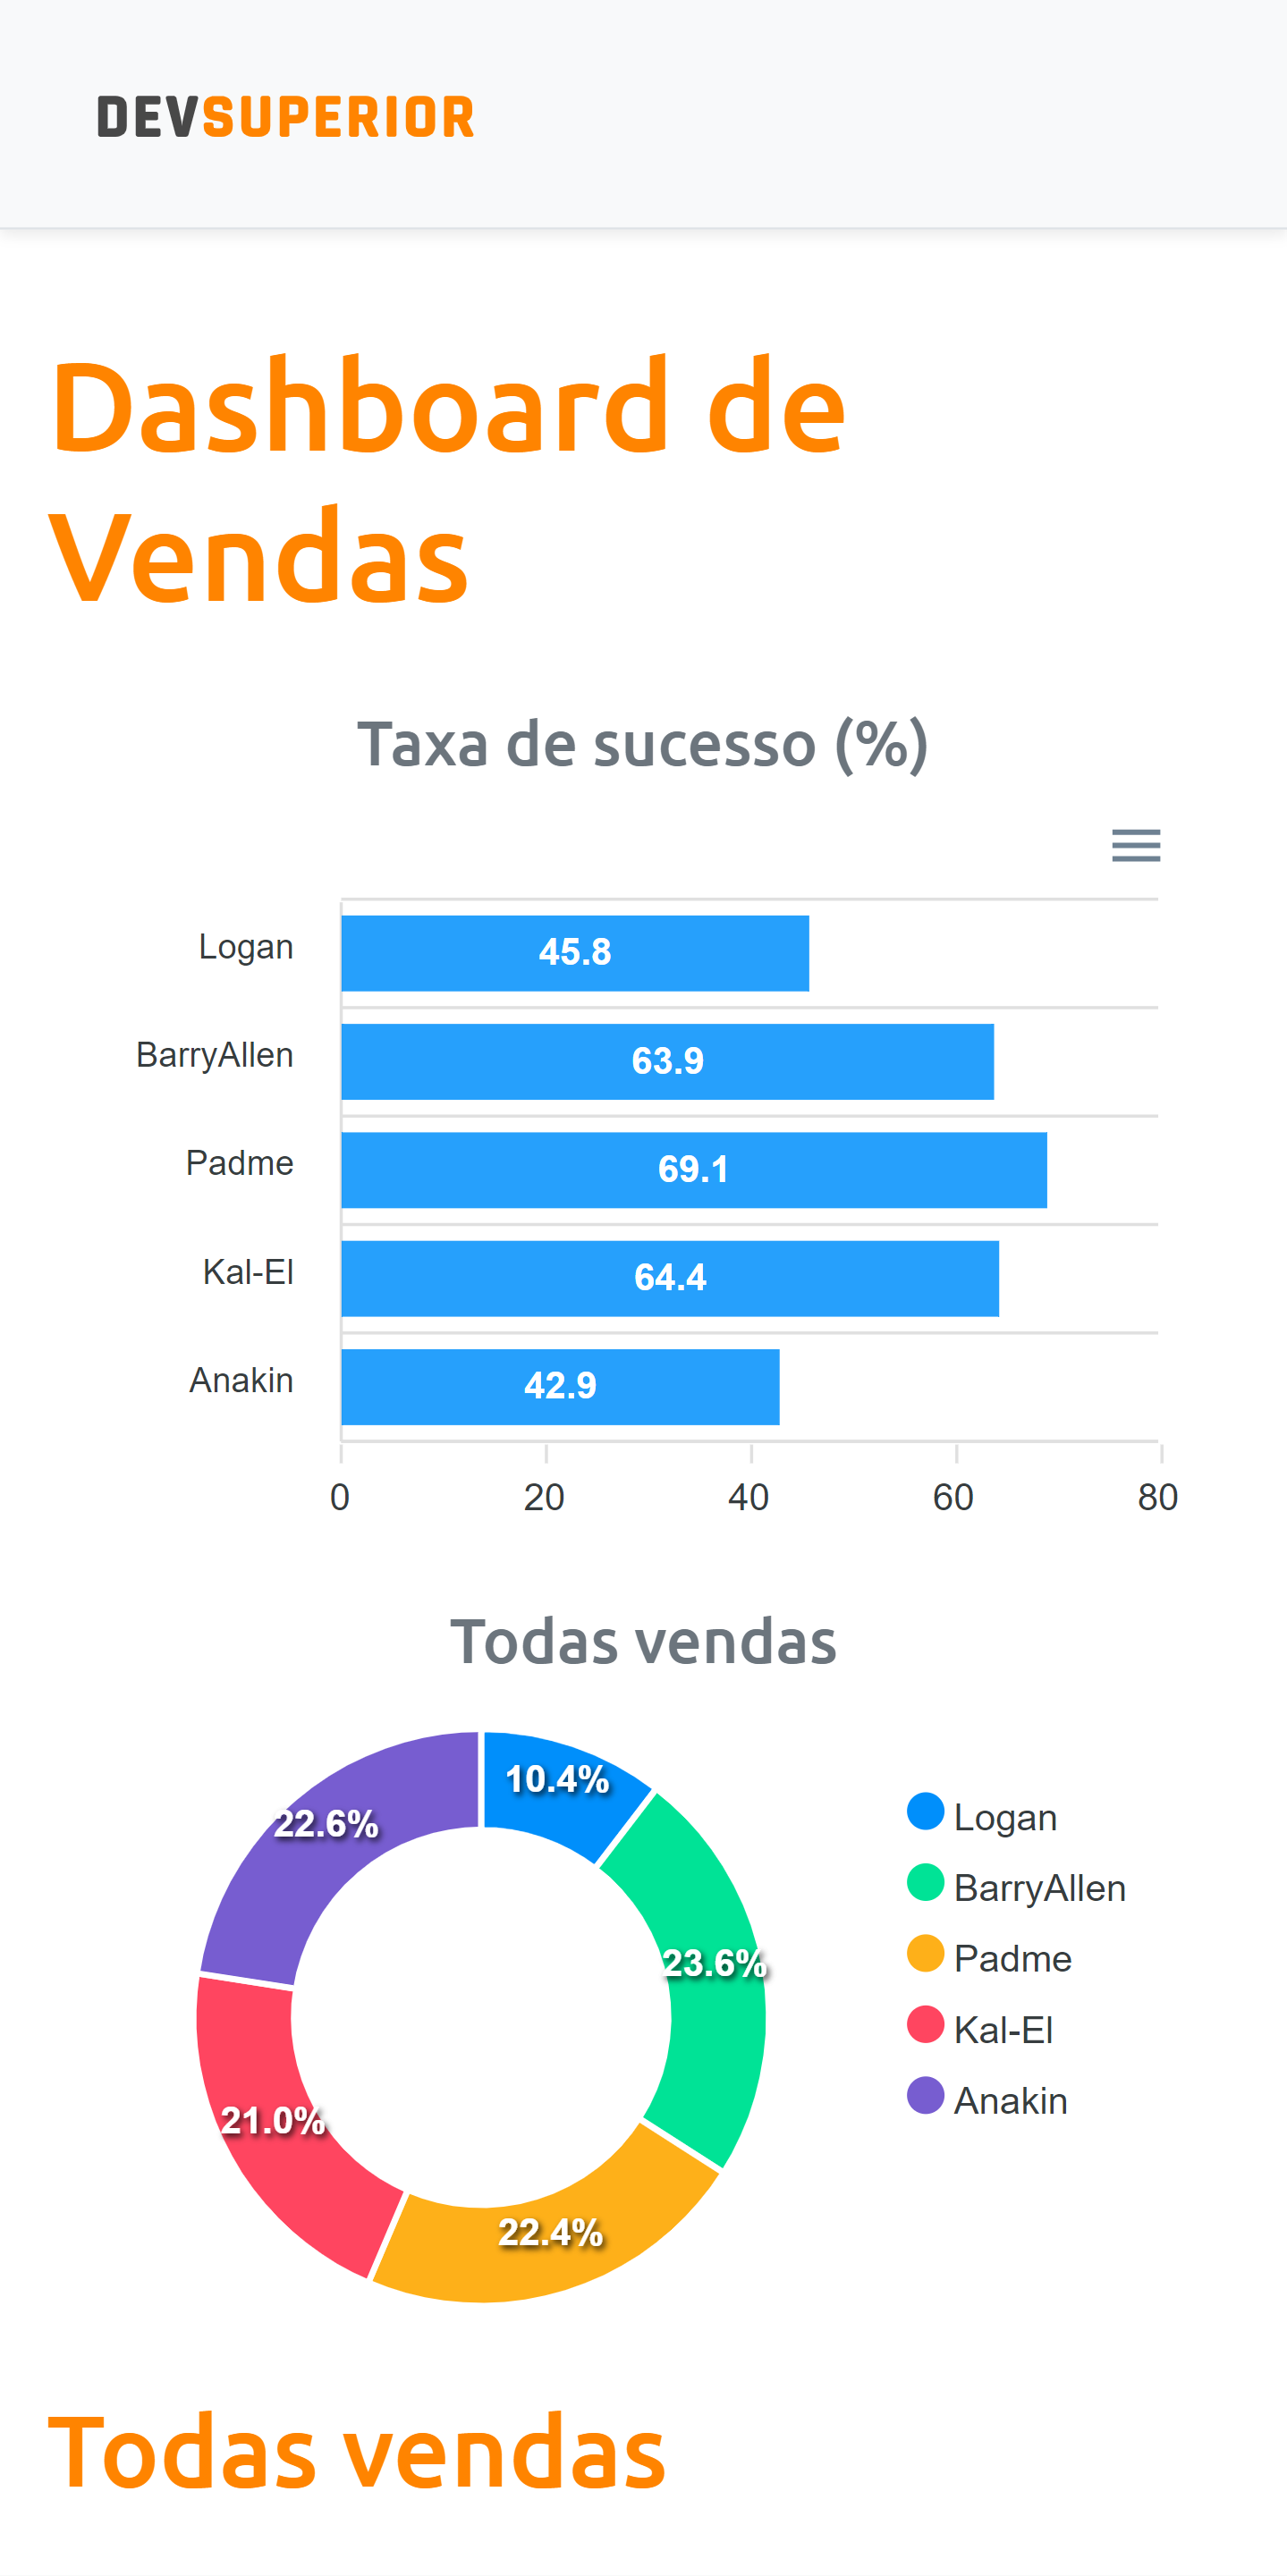 DEVSUPERIOR
Dashboard de
Vendas
Taxa de sucesso (%)
Logan
45.8
BarryAllen
63.9
Padme
69.1
Kal-El
64.4
Anakin
42.9
0 20 40 60 80
Todas vendas
10.4%
22.6%
23.6%
21.0%
22.4%
Logan
BarryAllen
Padme
Kal-El
Anakin
Todas vendas